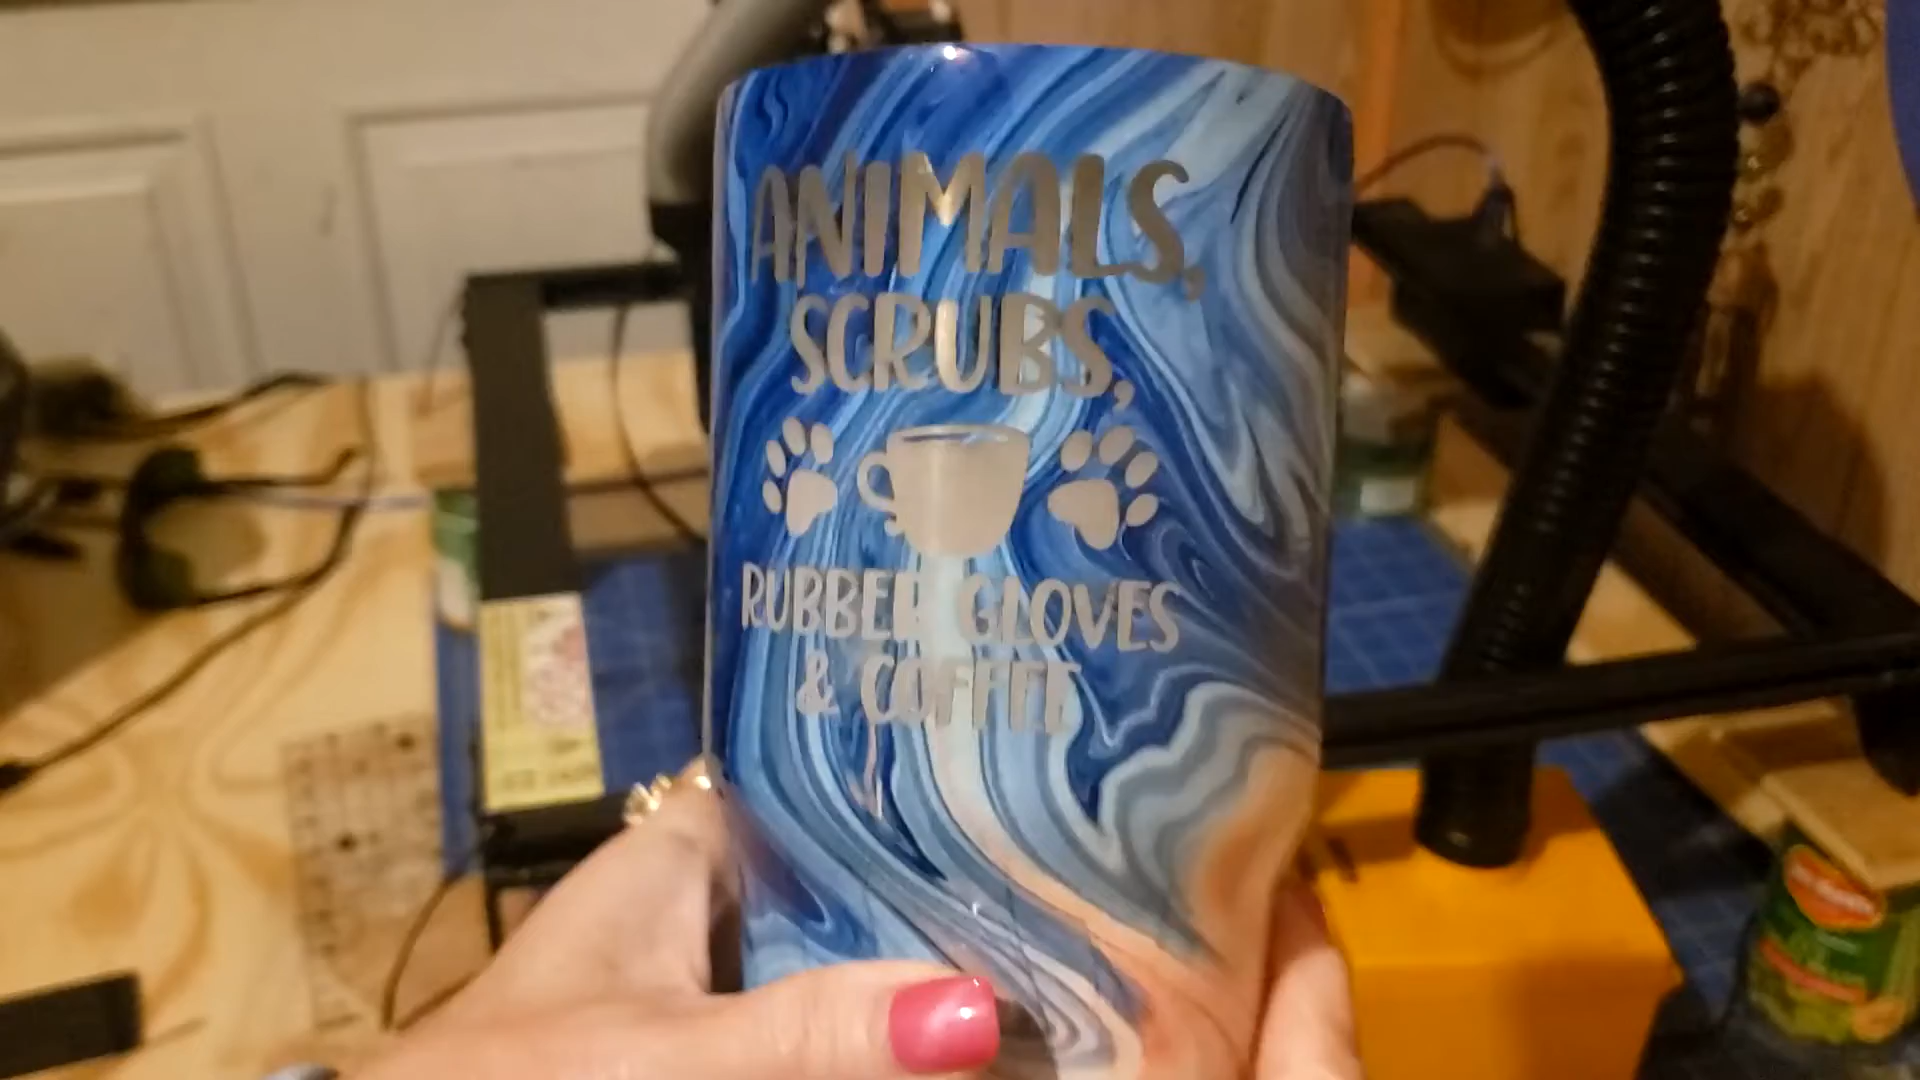 ANIMALS,
SCRUBS,
RUBBER GLOVES
& COFFEE